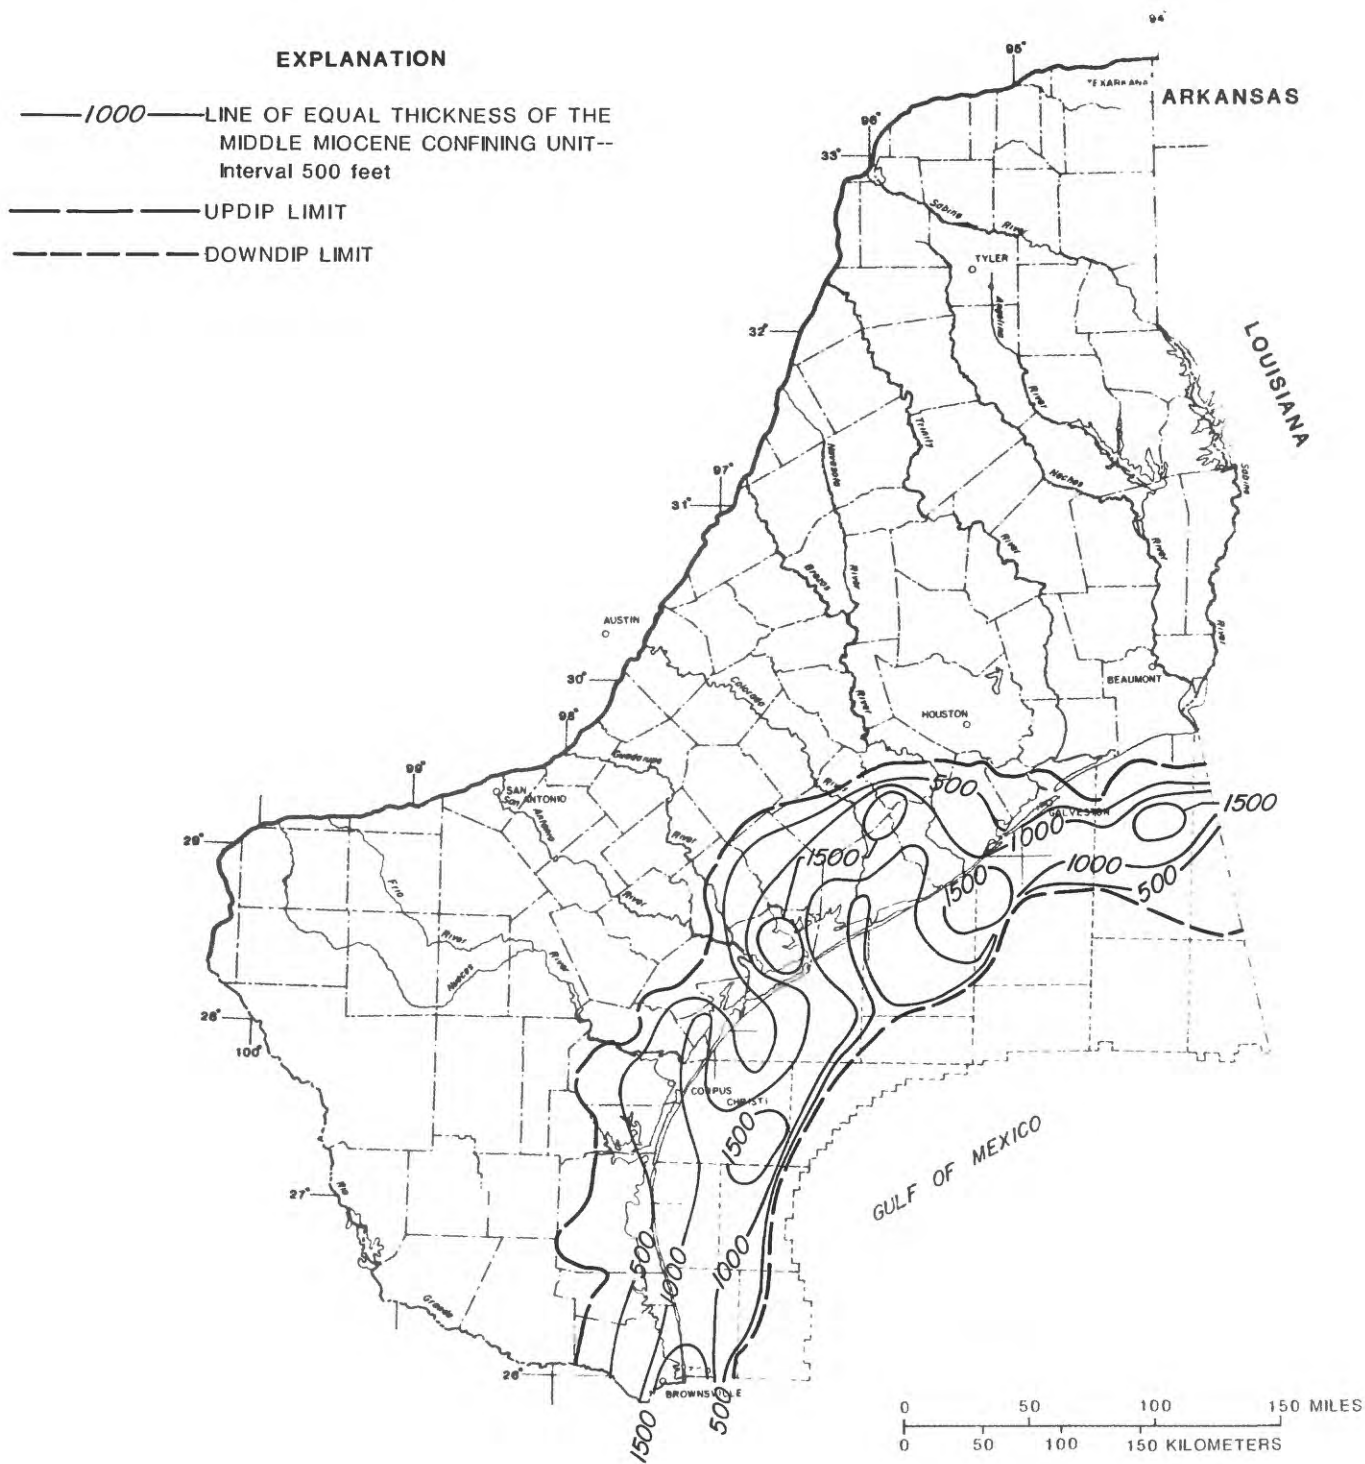 EXPLANATION
1000 LINE OF EQUAL THICKNESS OF THE
MIDDLE MIOCENE CONFINING UNIT--
Interval 500 feet
UPDIP LIMIT
DOWNDIP LIMIT
94°
95°
TEXARKANA
ARKANSAS
96°
33°
Sabine
River
TYLER
Angelina
32°
LOUISIANA
River
Trinity
Navasota
97°
Neches
Sabine
31°
River
River
Brazos
River
AUSTIN
River
BEAUMONT
30°
Colorado
River
HOUSTON
98°
Guadalupe
99°
River
500
SAN
ANTONIO
San
Antonio
GALVESTON
1500
29°
River
1000
1500
1000
Frio
1500
500
River
River
River
Nueces
28°
100°
CORPUS
CHRISTI
1500
GULF OF MEXICO
27°
Rio
500
1000
1000
Grande
26°
BROWNSVILLE
1500
500
0 50 100 150 MILES
0 50 100 150 KILOMETERS